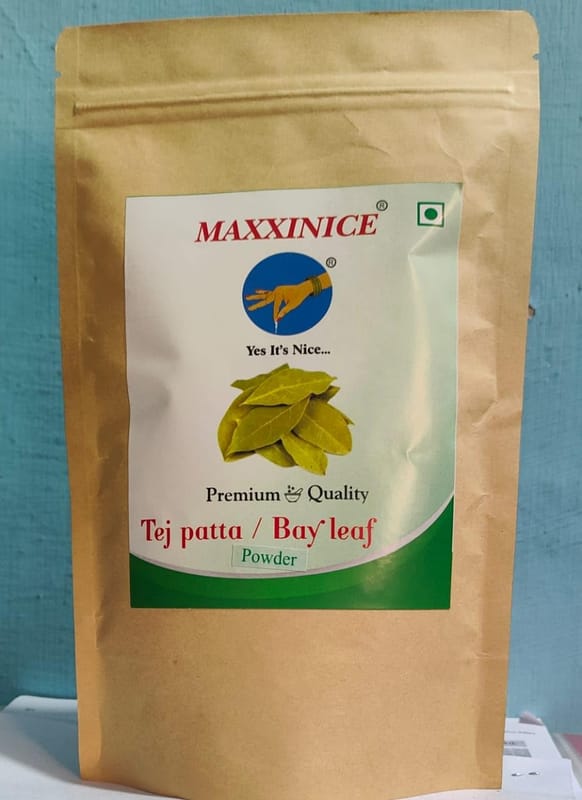 MAXXINICE®
®
Yes It's Nice...
Premium Quality
Tej patta / Bay leaf
Powder